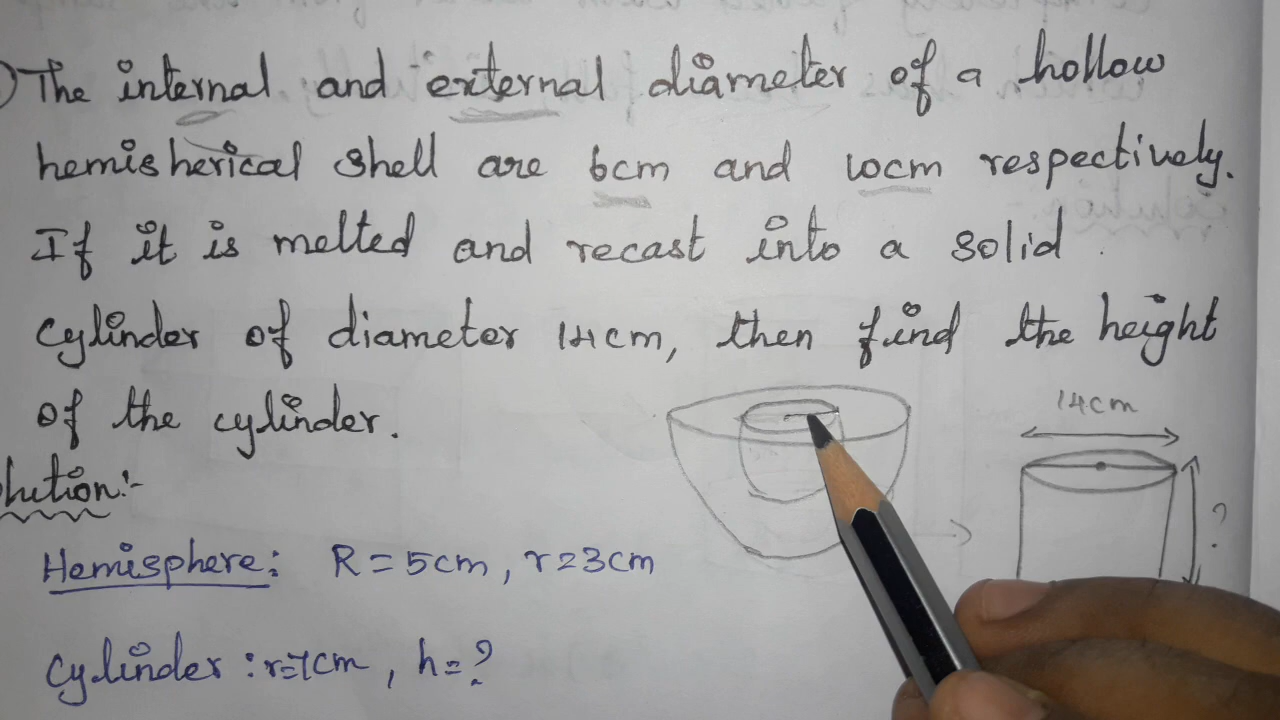 The internal and external diameter of a hollow
hemisherical shell are 6cm and 10cm respectively.
If it is melted and recast into a solid
cylinder of diameter 14cm, then find the height
of the cylinder.
14cm
lution:-
?
Hemisphere: R = 5cm, r=3cm
Cylinder : r=7cm, h=?